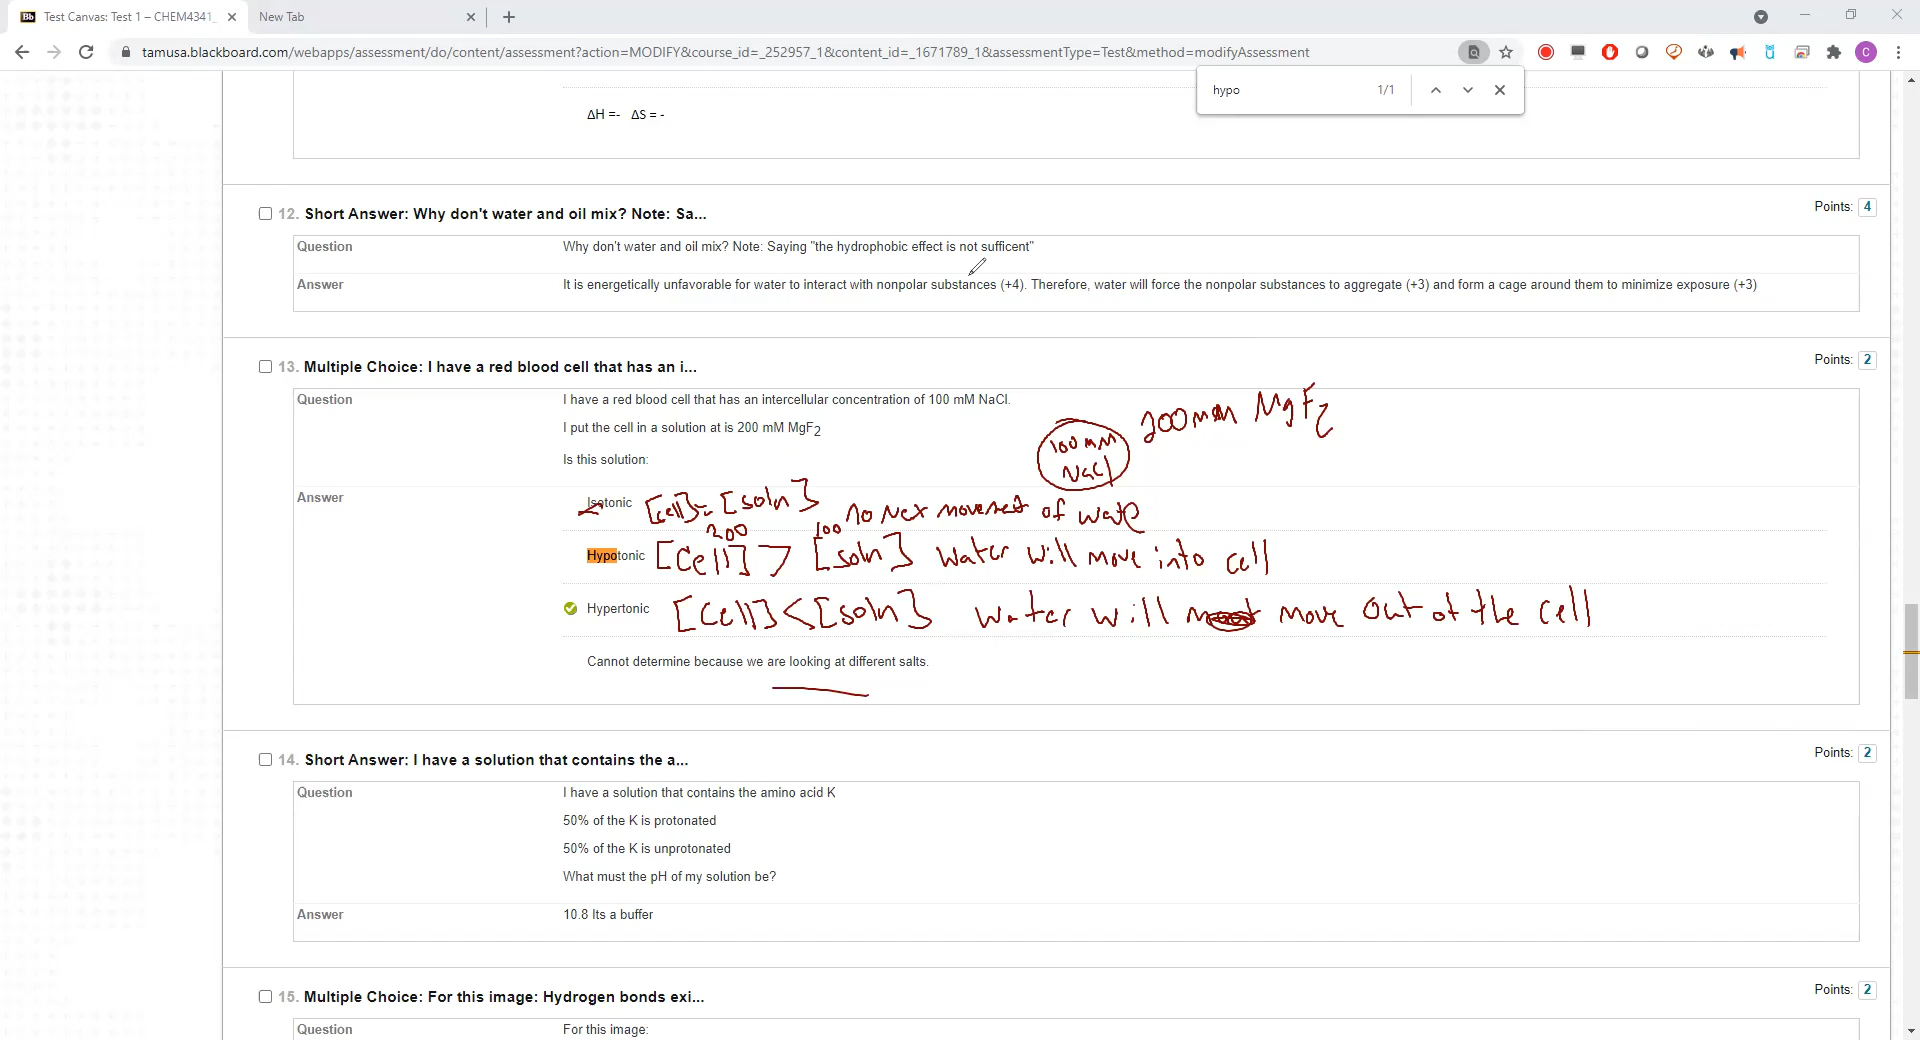 Test Canvas: Test 1 – CHEM4341_
New Tab
tamusa.blackboard.com/webapps/assessment/do/content/assessment?action=MODIFY&course_id=_252957_1&content_id=_1671789_1&assessmentType=Test&method=modifyAssessment
C
hypo 1/1
ΔH =- ΔS = -
12. Short Answer: Why don't water and oil mix? Note: Sa...
Points: 4
Question Why don't water and oil mix? Note: Saying "the hydrophobic effect is not sufficent"
Answer It is energetically unfavorable for water to interact with nonpolar substances (+4). Therefore, water will force the nonpolar substances to aggregate (+3) and form a cage around them to minimize exposure (+3)
13. Multiple Choice: I have a red blood cell that has an i...
Points: 2
Question I have a red blood cell that has an intercellular concentration of 100 mM NaCl.
I put the cell in a solution at is 200 mM MgF2
Is this solution:
100 mM NaCl
200 mM MgF2
Answer
Isotonic [cell] = [soln] no net movement of wate
200 100
Hypotonic [Cell] > [soln] Water will move into cell
Hypertonic [Cell] < [soln] Water will move out of the cell
Cannot determine because we are looking at different salts.
14. Short Answer: I have a solution that contains the a...
Points: 2
Question I have a solution that contains the amino acid K
50% of the K is protonated
50% of the K is unprotonated
What must the pH of my solution be?
Answer 10.8 Its a buffer
15. Multiple Choice: For this image: Hydrogen bonds exi...
Points: 2
Question For this image: